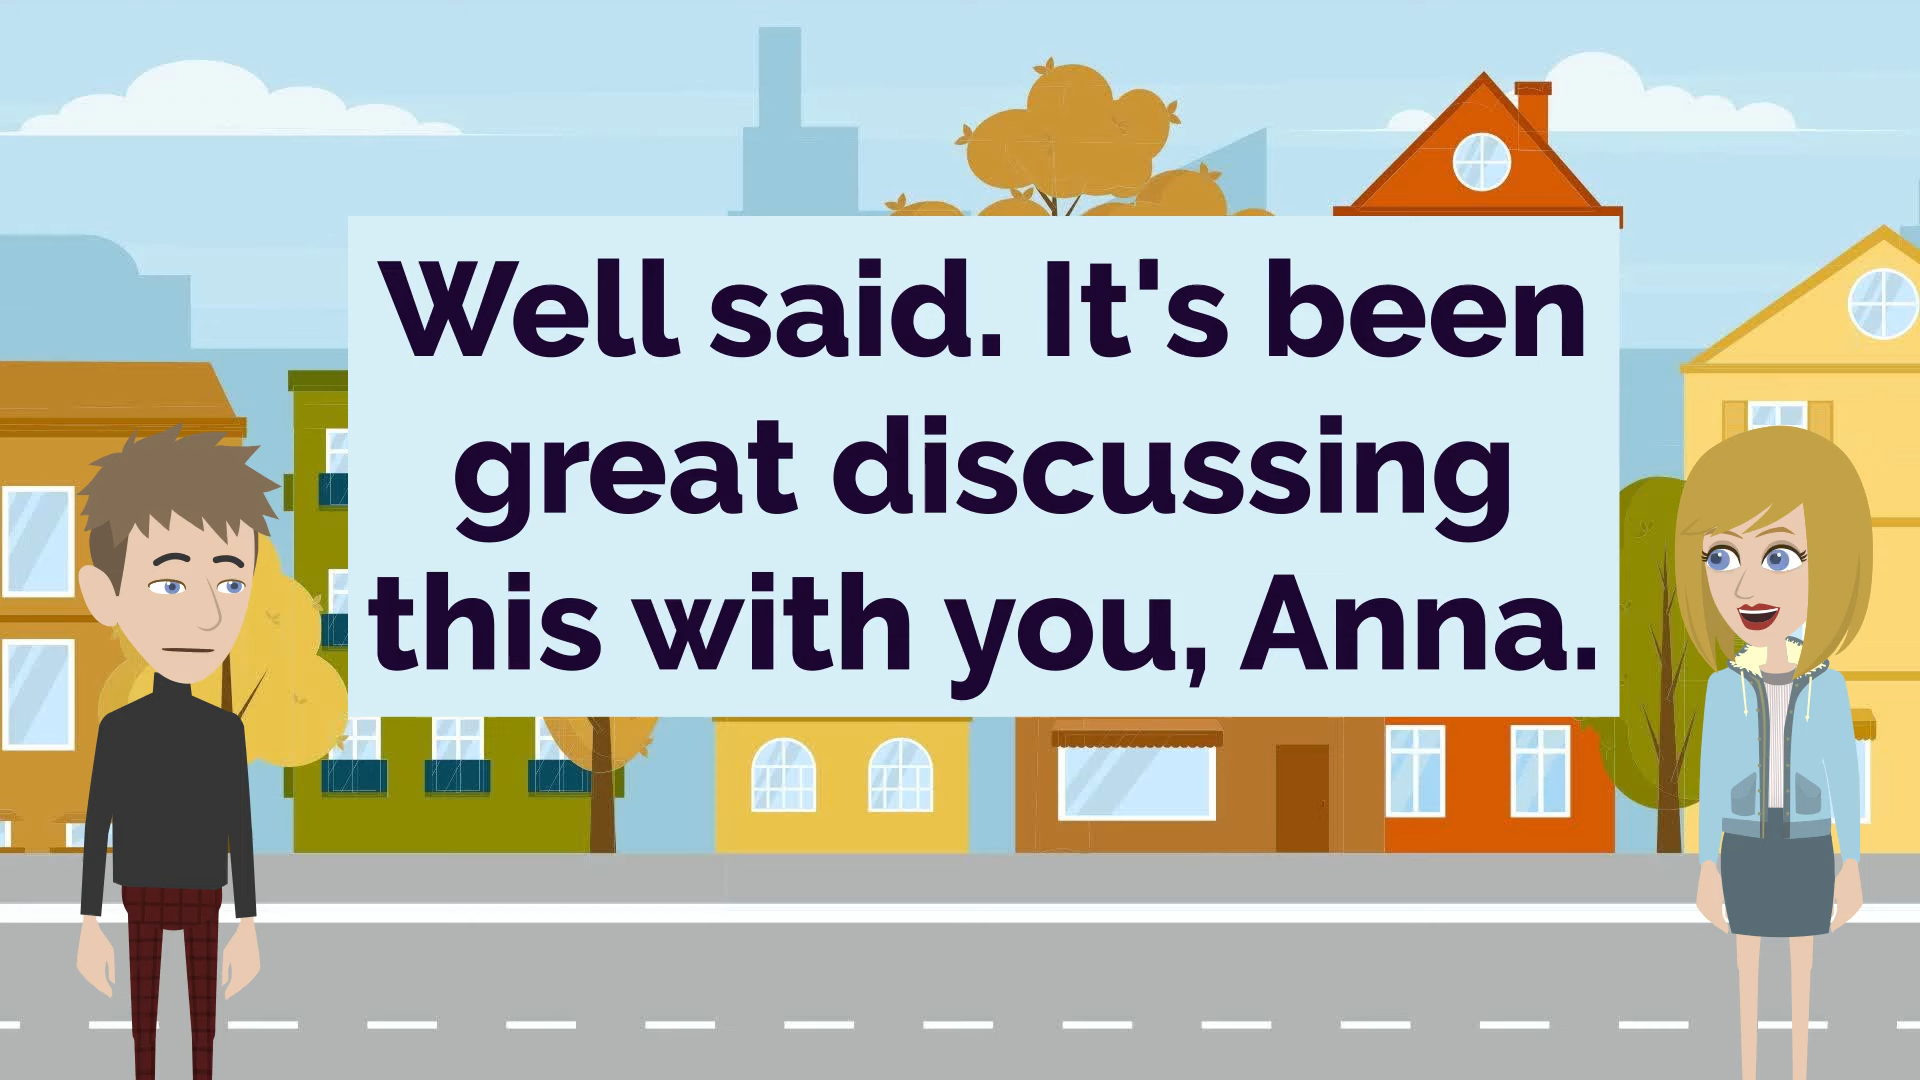 Well said. It's been
great discussing
this with you, Anna.